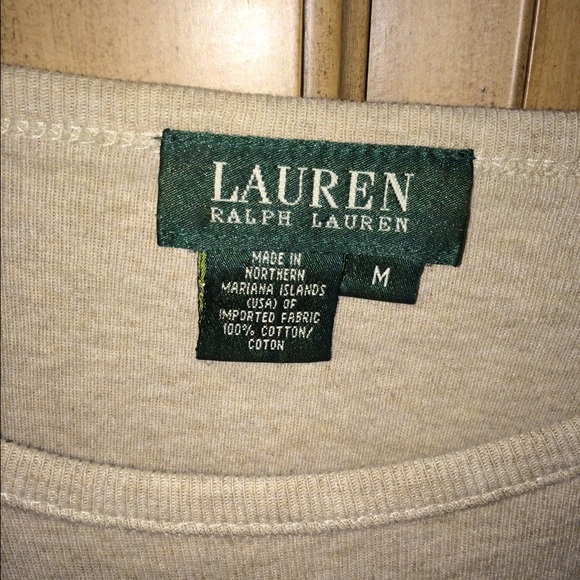 LAUREN
RALPH LAUREN
MADE IN
NORTHERN
MARIANA ISLANDS
(USA) OF
IMPORTED FABRIC
100% COTTON/
COTON
M